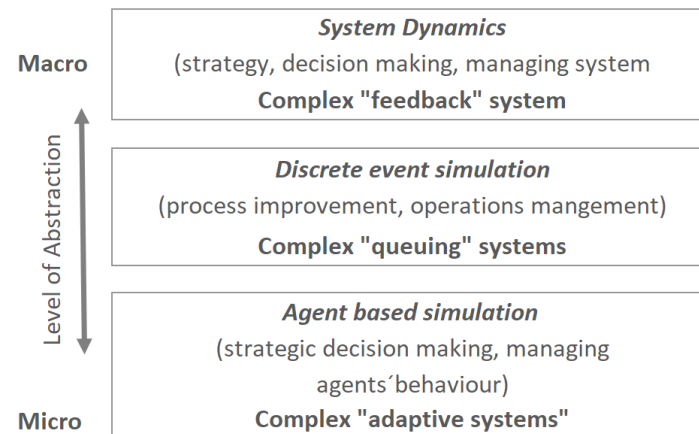 System Dynamics
Macro
(strategy, decision making, managing system
Complex "feedback" system
Level of Abstraction
Discrete event simulation
(process improvement, operations mangement)
Complex "queuing" systems
Agent based simulation
(strategic decision making, managing
agents´behaviour)
Complex "adaptive systems"
Micro